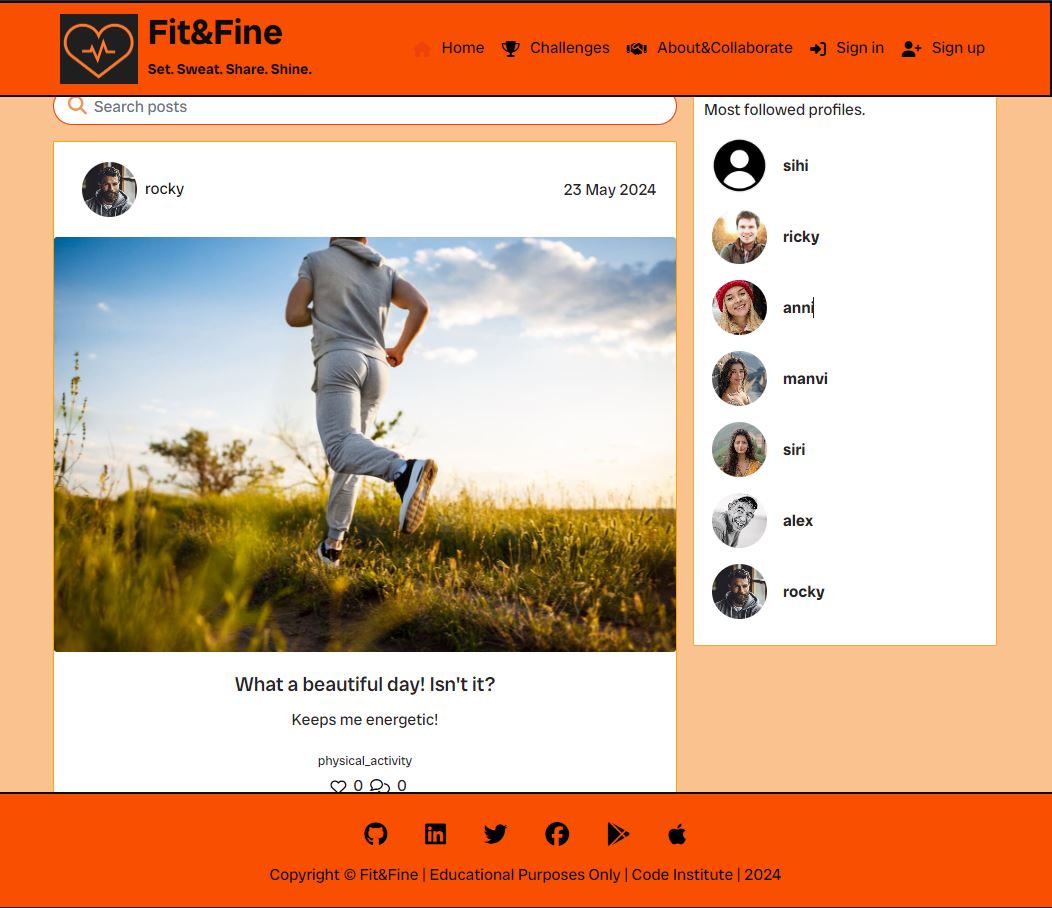 Fit&Fine
Set. Sweat. Share. Shine.
Home
Challenges
About&Collaborate
Sign in
Sign up
Search posts
rocky
23 May 2024
What a beautiful day! Isn't it?
Keeps me energetic!
physical_activity
0 0
Most followed profiles.
sihi
ricky
anni
manvi
siri
alex
rocky
Copyright © Fit&Fine | Educational Purposes Only | Code Institute | 2024